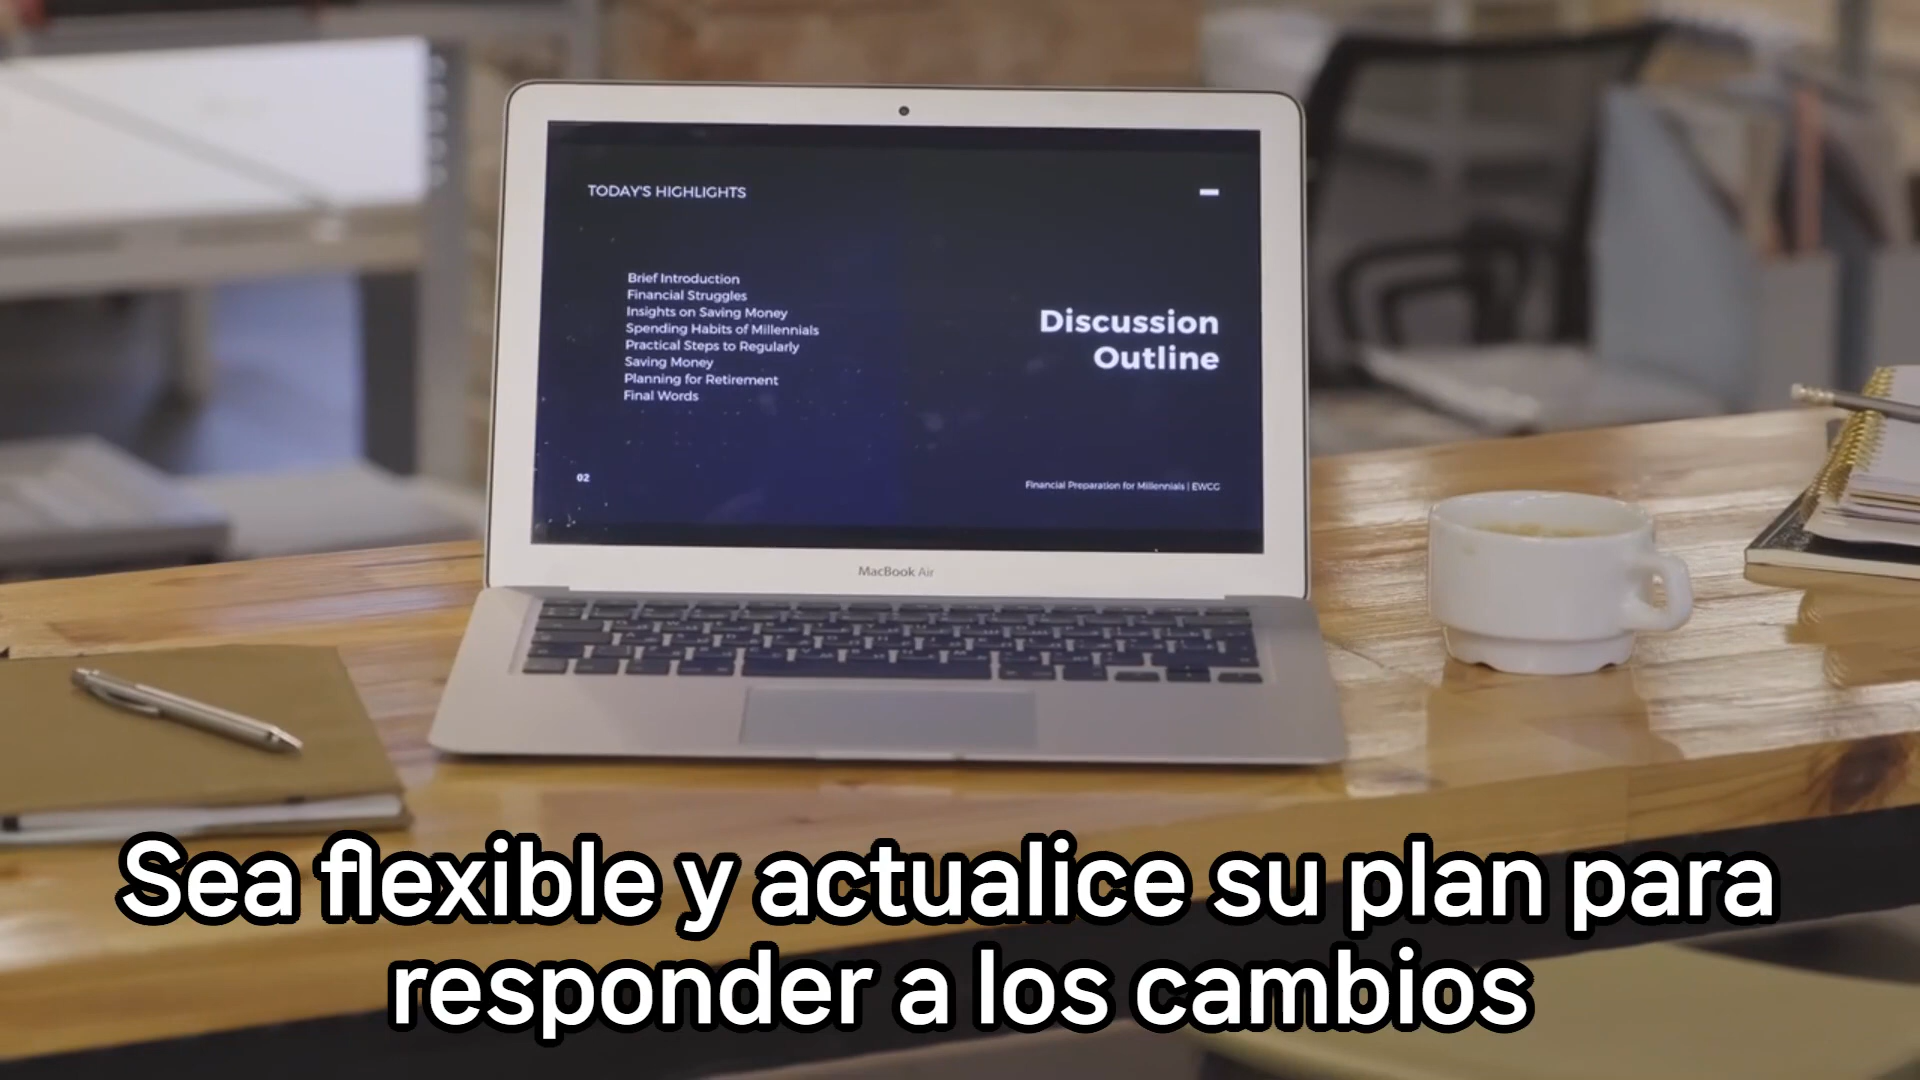 TODAY'S HIGHLIGHTS
Brief Introduction
Financial Struggles
Insights on Saving Money
Spending Habits of Millennials
Practical Steps to Regularly
Saving Money
Planning for Retirement
Final Words
Discussion
Outline
02
Financial Preparation for Millennials | EWCG
MacBook Air
Sea flexible y actualice su plan para
responder a los cambios